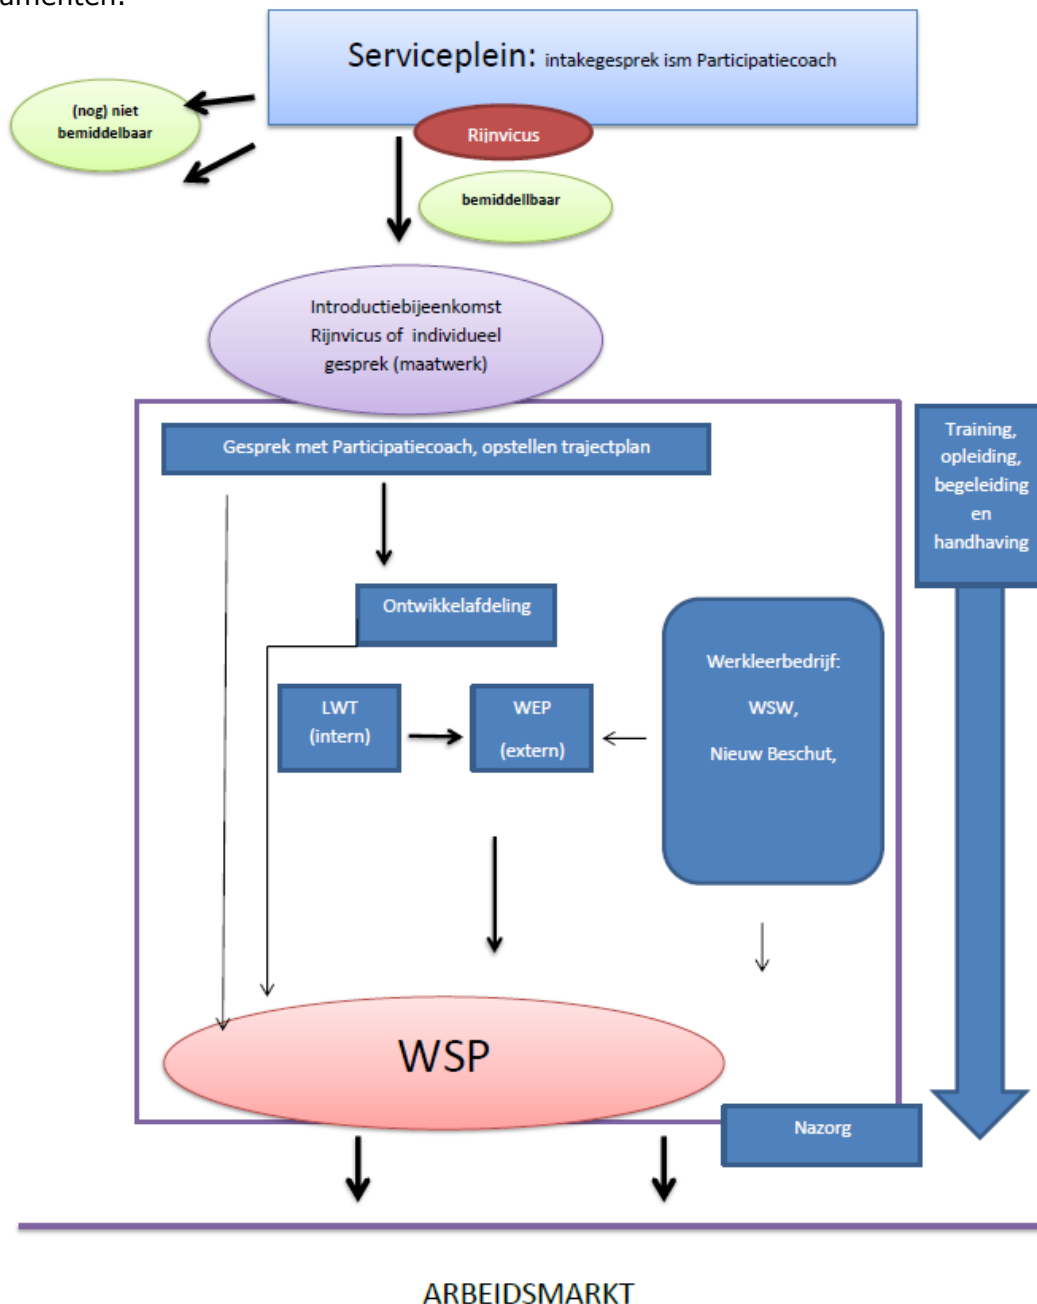 Serviceplein: intakegesprek ism Participatiecoach
(nog) niet
bemiddelbaar
Rijnvicus
bemiddellbaar
Introductiebijeenkomst
Rijnvicus of individueel
gesprek (maatwerk)
Gesprek met Participatiecoach, opstellen trajectplan
Training,
opleiding,
begeleiding
en
handhaving
Ontwikkelafdeling
Werkleerbedrijf:
WSW,
Nieuw Beschut,
LWT
(intern)
WEP
(extern)
WSP
Nazorg
ARBEIDSMARKT